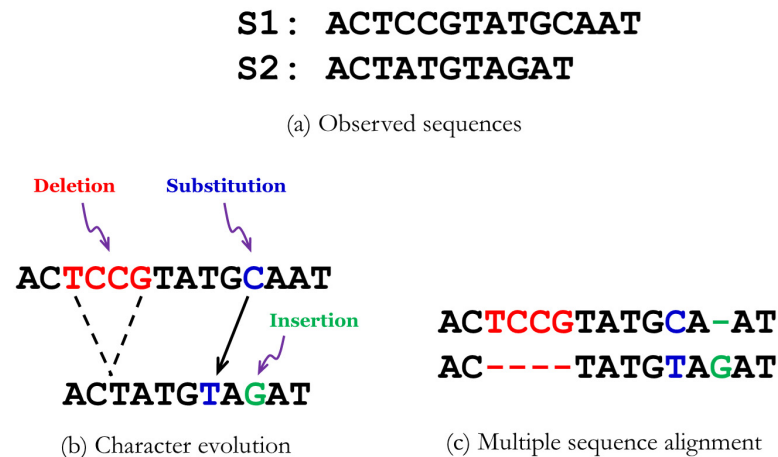 S1: ACTCCGTATGCAAT
S2: ACTATGTAGAT
(a) Observed sequences
Deletion
Substitution
ACTCCGTATGCAAT
Insertion
ACTATGTAGAT
(b) Character evolution
ACTCCGTATGCA-AT
AC----TATGTAGAT
(c) Multiple sequence alignment